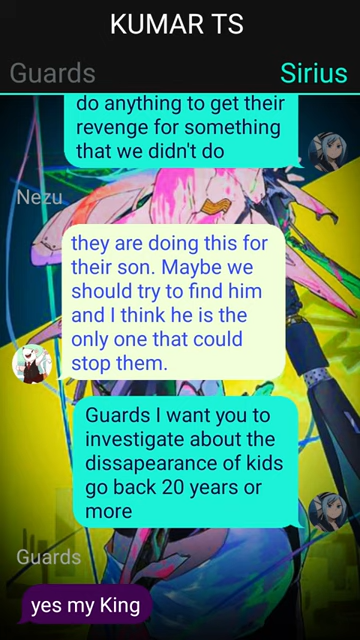 KUMAR TS
Guards
Sirius
do anything to get their
revenge for something
that we didn't do
Nezu
they are doing this for
their son. Maybe we
should try to find him
and I think he is the
only one that could
stop them.
Guards I want you to
investigate about the
dissapearance of kids
go back 20 years or
more
Guards
yes my King